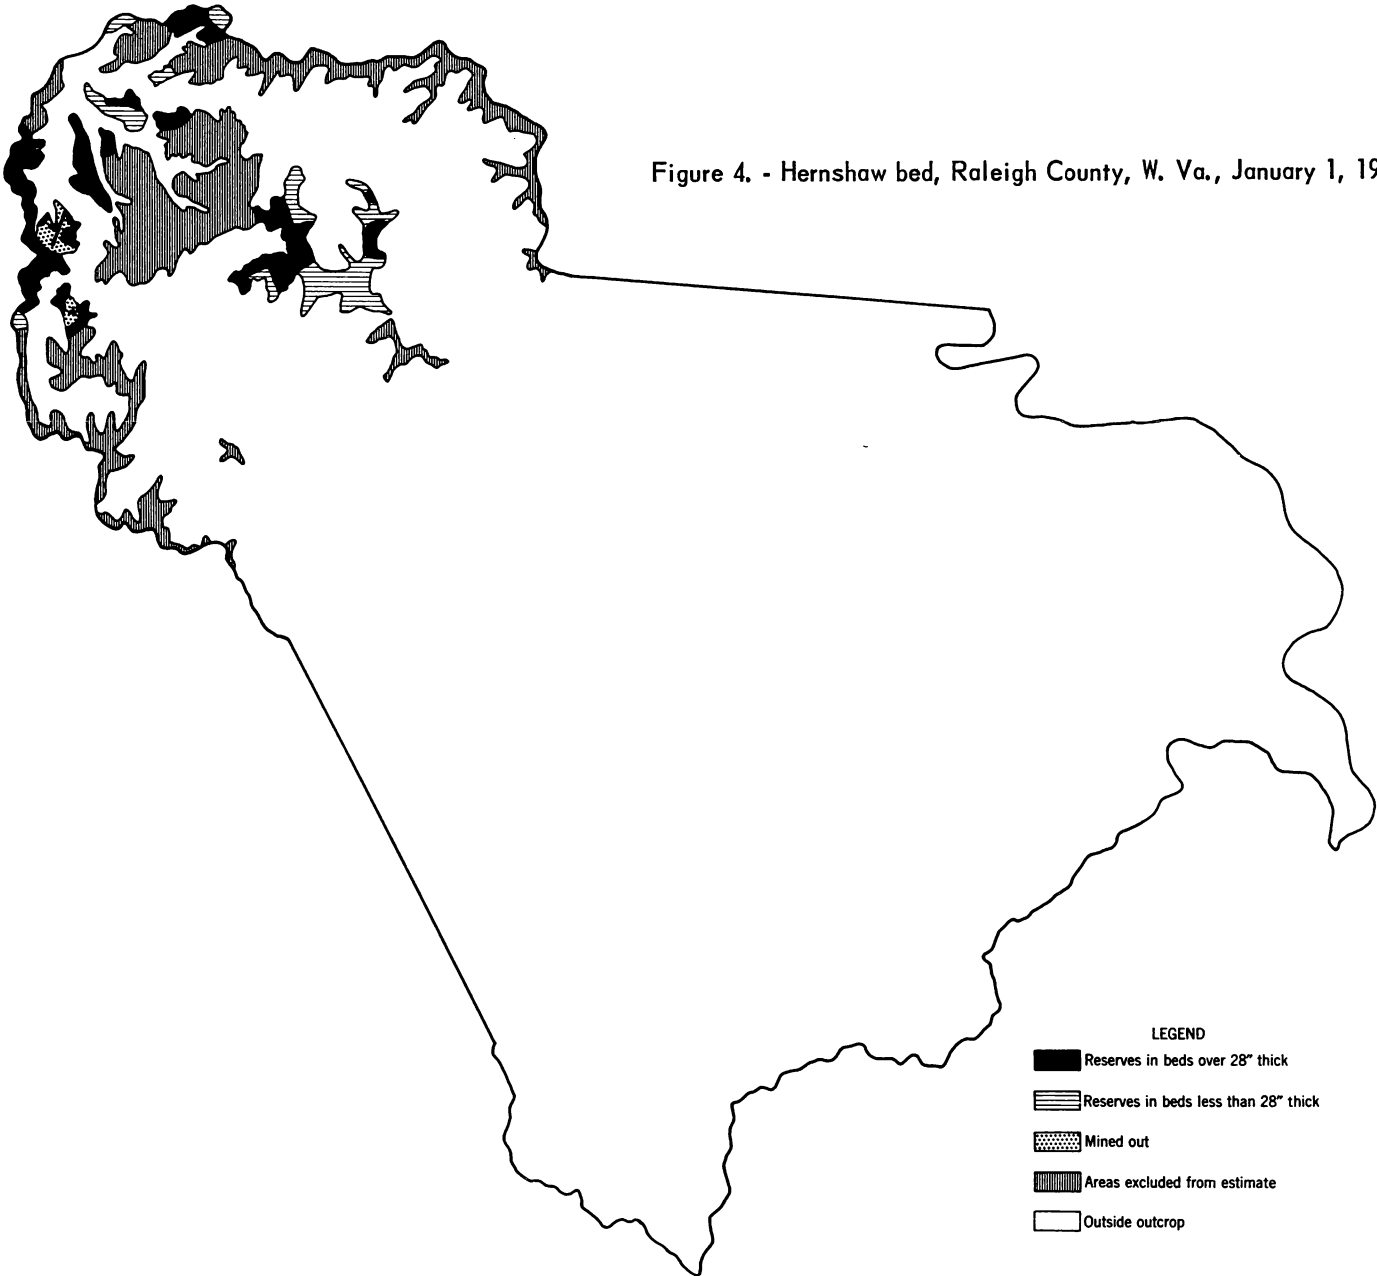 Figure 4. - Hernshaw bed, Raleigh County, W. Va., January 1, 19
LEGEND
Reserves in beds over 28" thick
Reserves in beds less than 28" thick
Mined out
Areas excluded from estimate
Outside outcrop